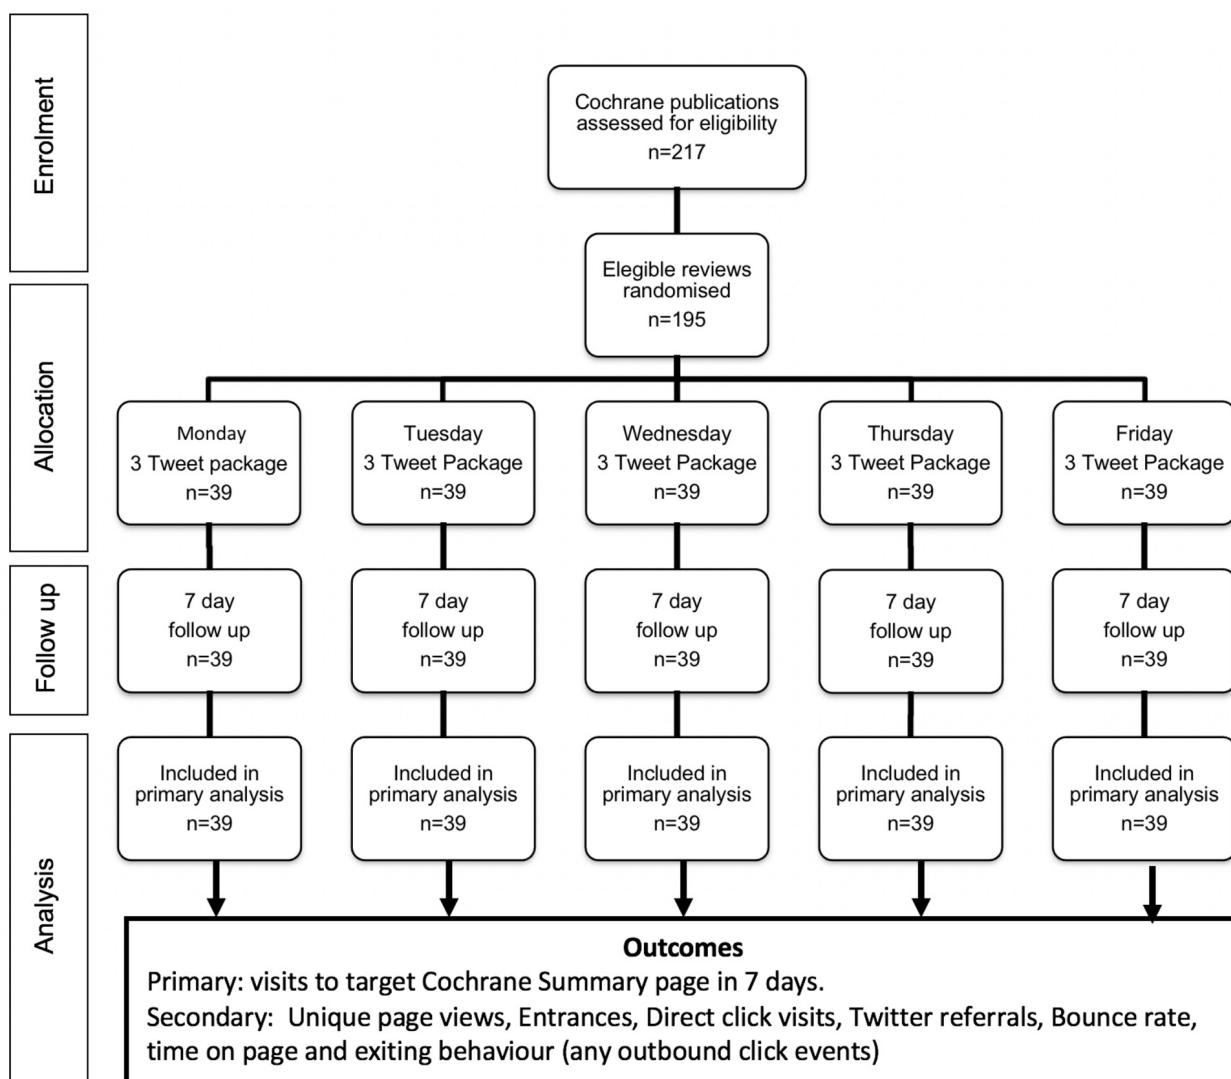 Enrolment
Cochrane publications
assessed for eligibility
n=217
Elegible reviews
randomised
n=195
Allocation
Monday
3 Tweet package
n=39
Tuesday
3 Tweet Package
n=39
Wednesday
3 Tweet Package
n=39
Thursday
3 Tweet Package
n=39
Friday
3 Tweet Package
n=39
Follow up
7 day
follow up
n=39
7 day
follow up
n=39
7 day
follow up
n=39
7 day
follow up
n=39
7 day
follow up
n=39
Analysis
Included in
primary analysis
n=39
Included in
primary analysis
n=39
Included in
primary analysis
n=39
Included in
primary analysis
n=39
Included in
primary analysis
n=39
Outcomes
Primary: visits to target Cochrane Summary page in 7 days.
Secondary:  Unique page views, Entrances, Direct click visits, Twitter referrals, Bounce rate,
time on page and exiting behaviour (any outbound click events)